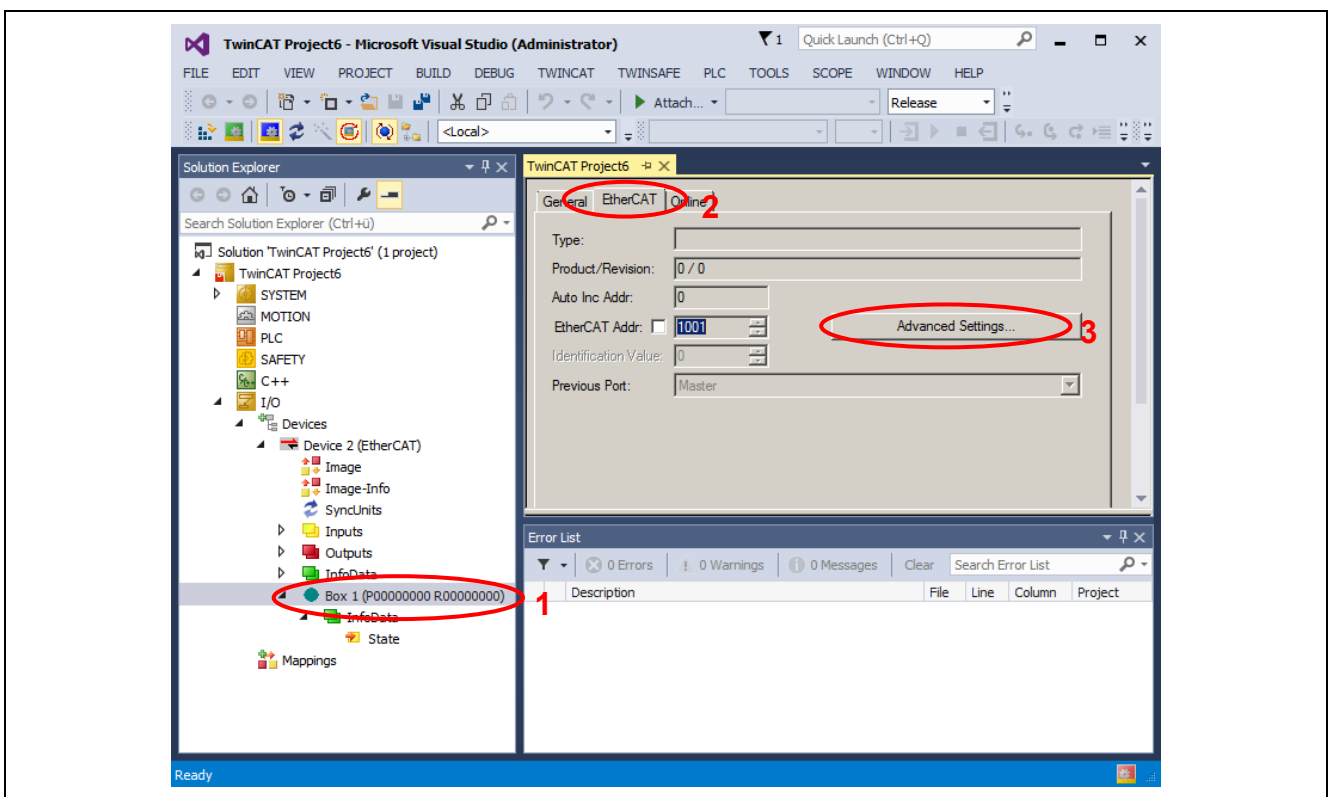 TwinCAT Project6 - Microsoft Visual Studio (Administrator)
1
Quick Launch (Ctrl+Q)
FILE EDIT VIEW PROJECT BUILD DEBUG TWINCAT TWINSAFE PLC TOOLS SCOPE WINDOW HELP
Attach...
Release
<Local>
Solution Explorer
Search Solution Explorer (Ctrl+ü)
Solution 'TwinCAT Project6' (1 project)
TwinCAT Project6
SYSTEM
MOTION
PLC
SAFETY
C++
I/O
Devices
Device 2 (EtherCAT)
Image
Image-Info
SyncUnits
Inputs
Outputs
InfoData
Box 1 (P00000000 R00000000)
1
InfoData
State
Mappings
TwinCAT Project6
General EtherCAT Online
2
Type:
Product/Revision: 0 / 0
Auto Inc Addr: 0
EtherCAT Addr: 1001
Advanced Settings...
3
Identification Value: 0
Previous Port: Master
Error List
0 Errors 0 Warnings 0 Messages Clear Search Error List
Description File Line Column Project
Ready